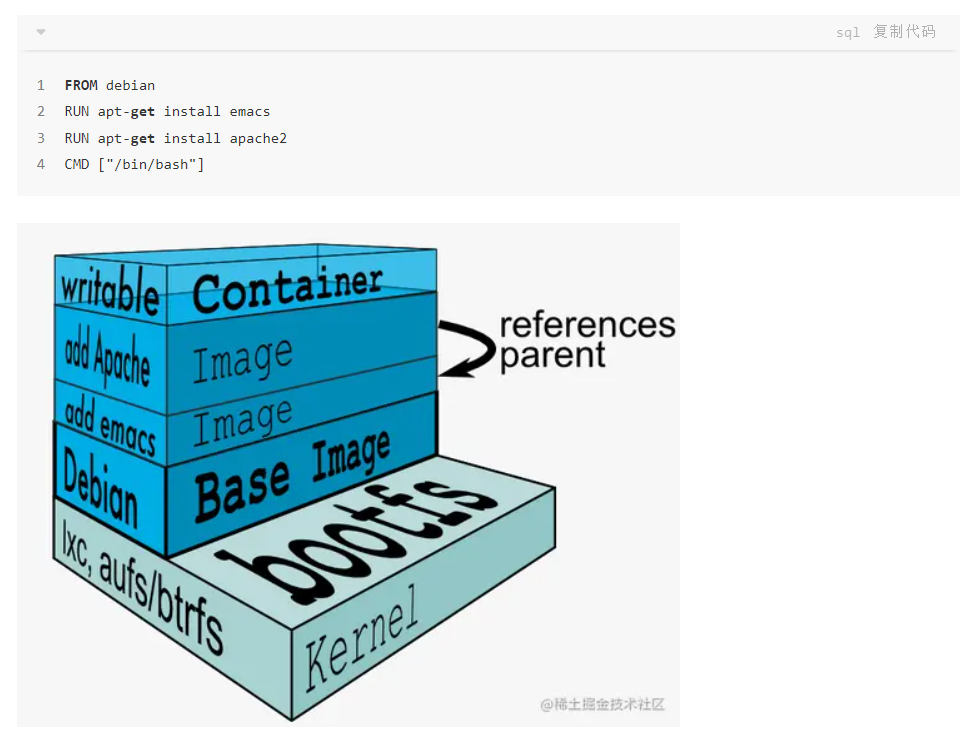 sql 复制代码
1 FROM debian
2 RUN apt-get install emacs
3 RUN apt-get install apache2
4 CMD ["/bin/bash"]
writable Container
add Apache Image
references
parent
add emacs Image
Debian Base Image
bootfs
lxc, aufs/btrfs
Kernel
@稀土掘金技术社区